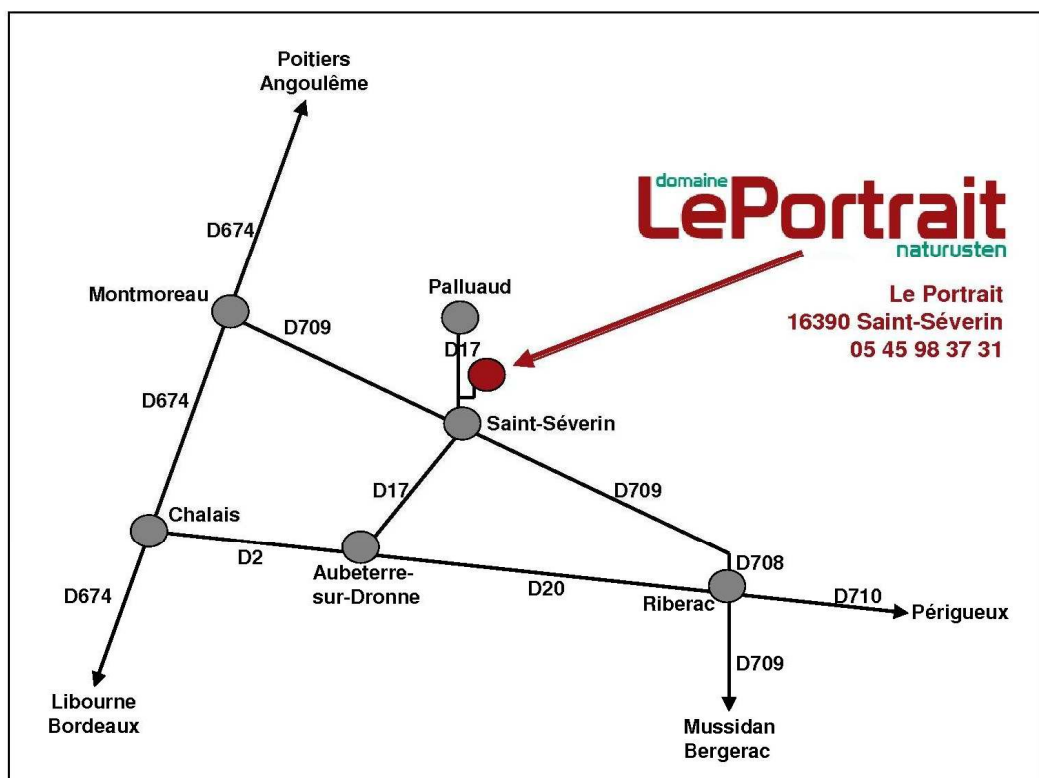 Poitiers
Angoulême
domaine
LePortrait
naturusten
D674
Montmoreau
Palluaud
Le Portrait
16390 Saint-Séverin
05 45 98 37 31
D709
D17
D674
Saint-Séverin
D17
D709
Chalais
D2
Aubeterre-
sur-Dronne
D708
D20
Riberac
D710
Périgueux
D674
D709
Libourne
Bordeaux
Mussidan
Bergerac